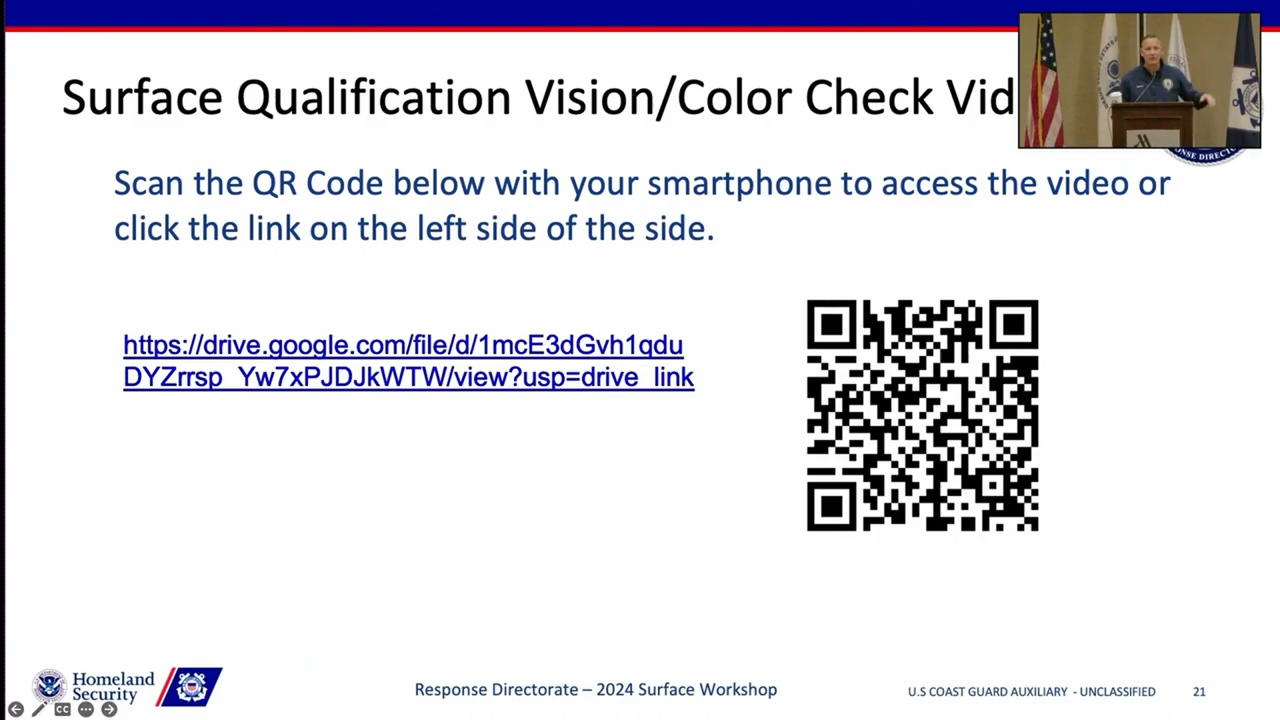 Surface Qualification Vision/Color Check Vid
Scan the QR Code below with your smartphone to access the video or
click the link on the left side of the side.
https://drive.google.com/file/d/1mcE3dGvh1qdu
DYZrrsp_Yw7xPJDJkWTW/view?usp=drive_link
Homeland
Security
Response Directorate – 2024 Surface Workshop
U.S COAST GUARD AUXILIARY - UNCLASSIFIED
21
CC